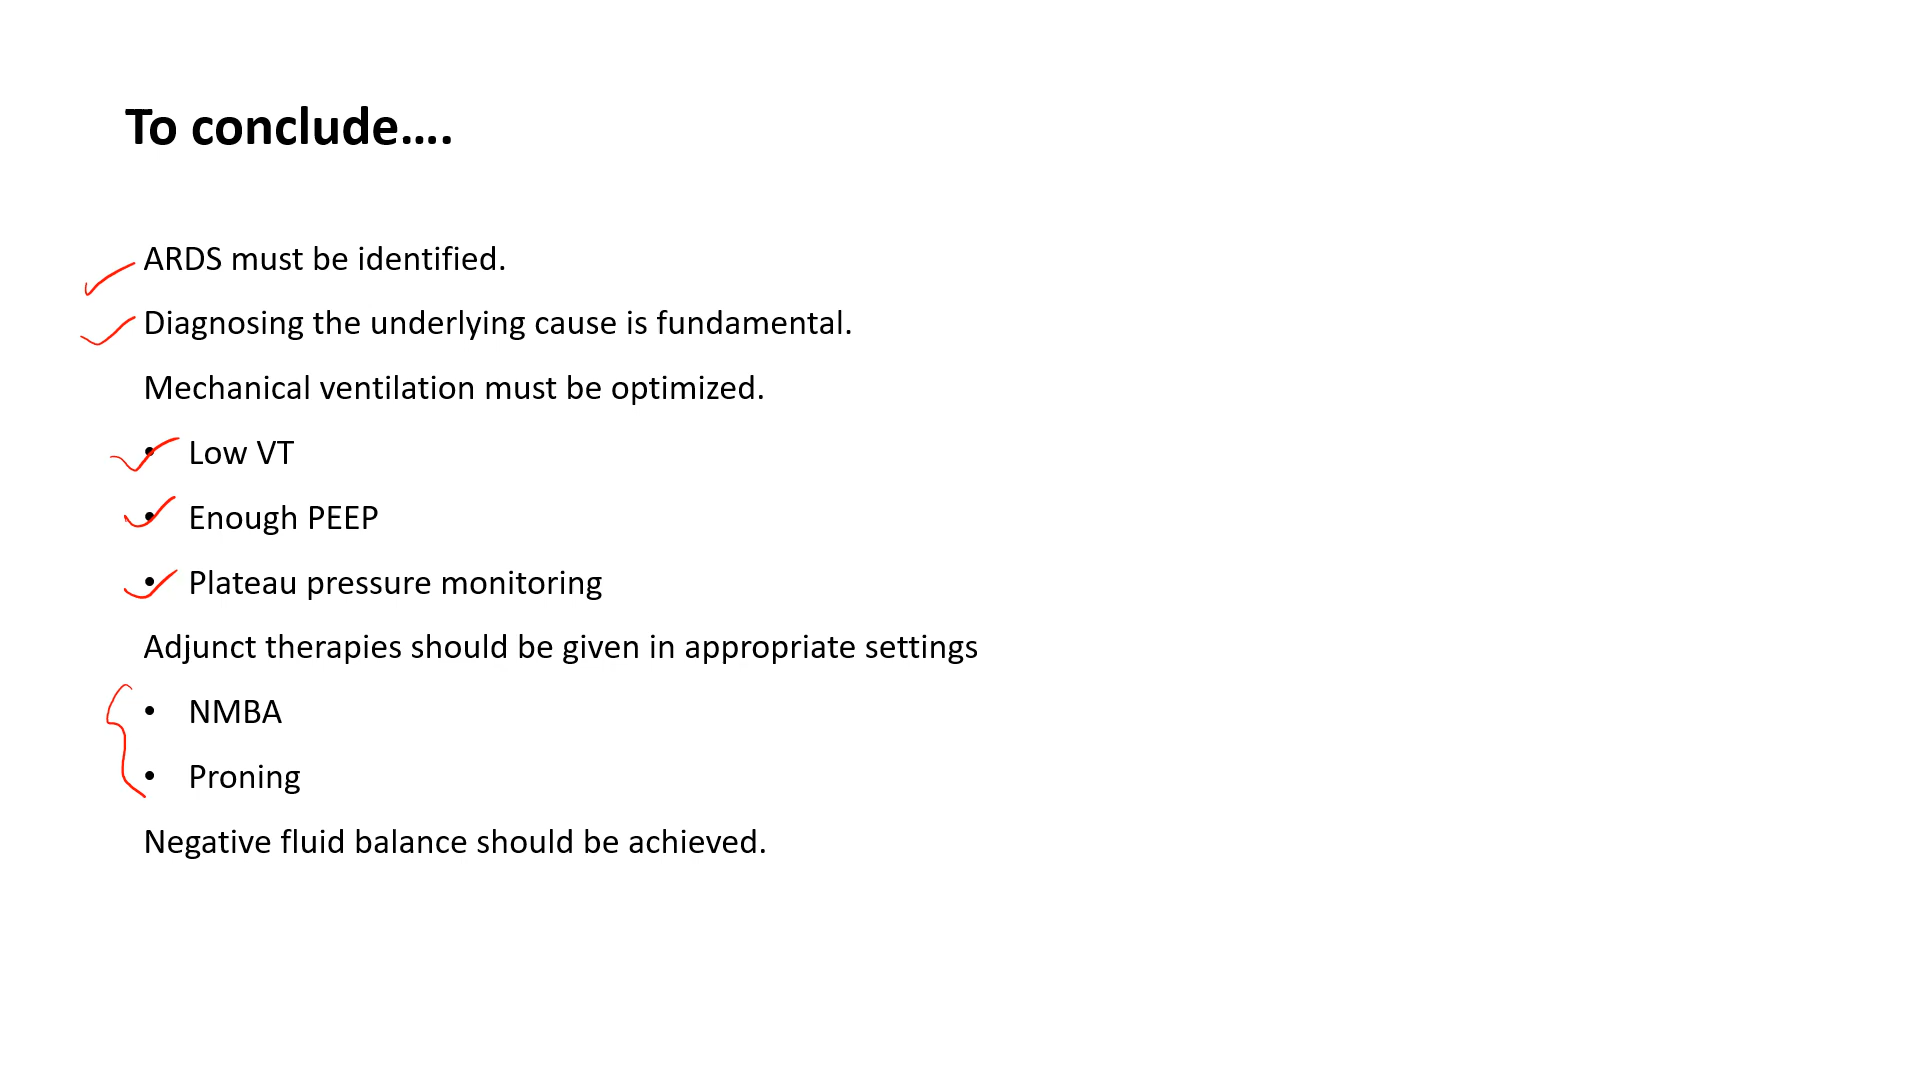 To conclude....
ARDS must be identified.
Diagnosing the underlying cause is fundamental.
Mechanical ventilation must be optimized.
• Low VT
• Enough PEEP
• Plateau pressure monitoring
Adjunct therapies should be given in appropriate settings
• NMBA
• Proning
Negative fluid balance should be achieved.